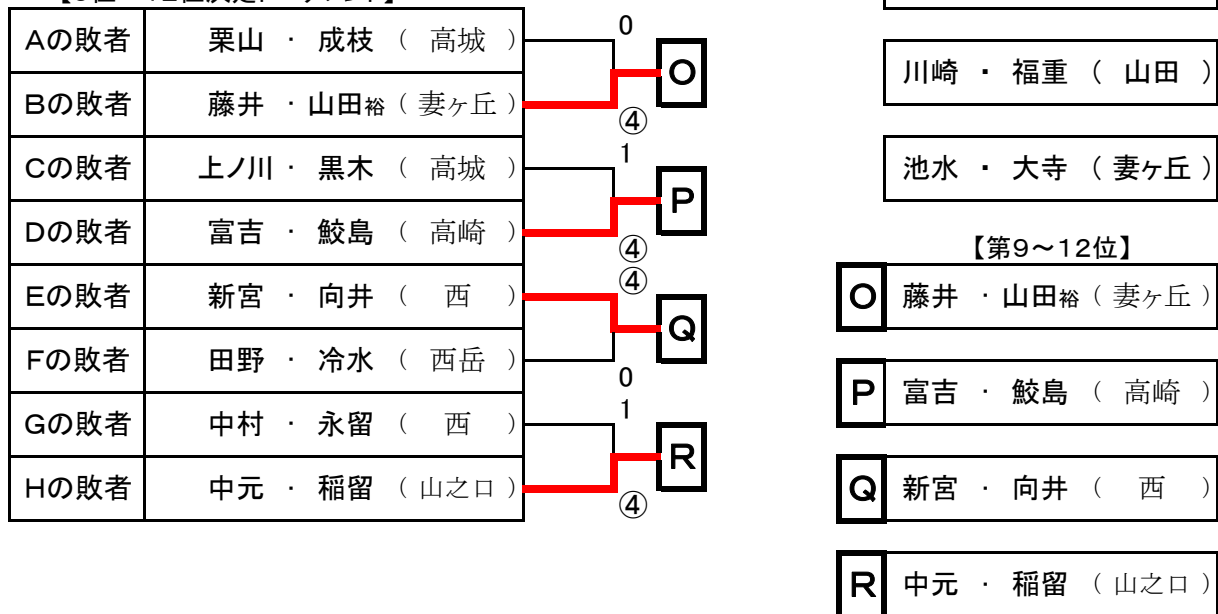 Aの敗者 栗山 ・ 成枝 （ 高城 ） 0
O
Bの敗者 藤井 ・山田裕（ 妻ヶ丘 ） ④
Cの敗者 上ノ川・ 黒木 （ 高城 ） 1
P
Dの敗者 富吉 ・ 鮫島 （ 高崎 ） ④
Eの敗者 新宮 ・ 向井 （ 西 ） ④
Q
Fの敗者 田野 ・ 冷水 （ 西岳 ） 0
Gの敗者 中村 ・ 永留 （ 西 ） 1
R
Hの敗者 中元 ・ 稲留 （ 山之口 ） ④
川崎 ・ 福重 （ 山田 ）
池水 ・ 大寺 （ 妻ケ丘 ）
【第9～12位】
O 藤井 ・山田裕（ 妻ヶ丘 ）
P 富吉 ・ 鮫島 （ 高崎 ）
Q 新宮 ・ 向井 （ 西 ）
R 中元 ・ 稲留 （ 山之口 ）